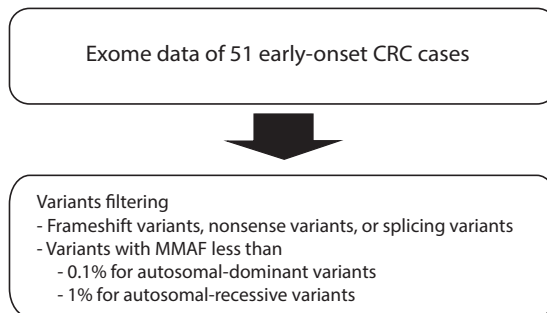 Exome data of 51 early-onset CRC cases
Variants filtering
- Frameshift variants, nonsense variants, or splicing variants
- Variants with MMAF less than
- 0.1% for autosomal-dominant variants
- 1% for autosomal-recessive variants